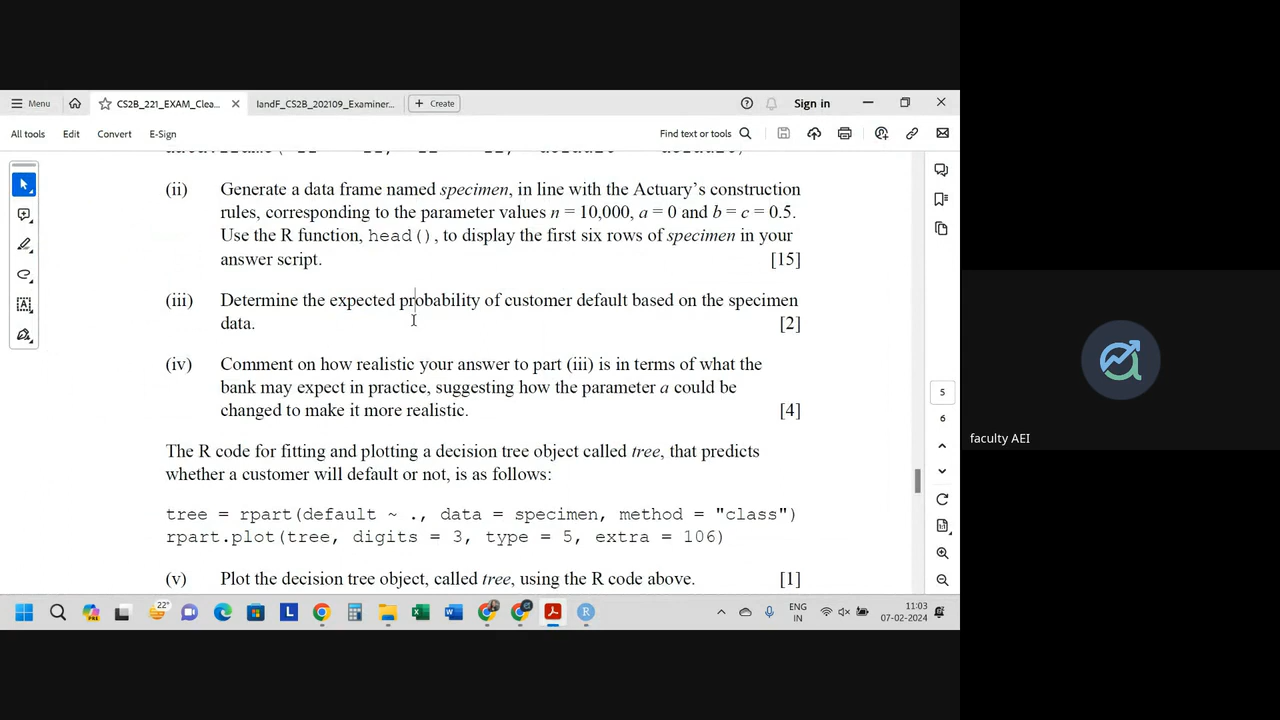 Menu
CS2B_221_EXAM_Clea...
IandF_CS2B_202109_Examiner...
Create
Sign in
All tools
Edit
Convert
E-Sign
Find text or tools
(ii) Generate a data frame named specimen, in line with the Actuary's construction
rules, corresponding to the parameter values n = 10,000, a = 0 and b = c = 0.5.
Use the R function, head(), to display the first six rows of specimen in your
answer script. [15]
(iii) Determine the expected probability of customer default based on the specimen
data. [2]
(iv) Comment on how realistic your answer to part (iii) is in terms of what the
bank may expect in practice, suggesting how the parameter a could be
changed to make it more realistic. [4]
The R code for fitting and plotting a decision tree object called tree, that predicts
whether a customer will default or not, is as follows:
tree = rpart(default ~ ., data = specimen, method = "class")
rpart.plot(tree, digits = 3, type = 5, extra = 106)
(v) Plot the decision tree object, called tree, using the R code above. [1]
5
6
faculty AEI
22°
ENG
IN
11:03
07-02-2024